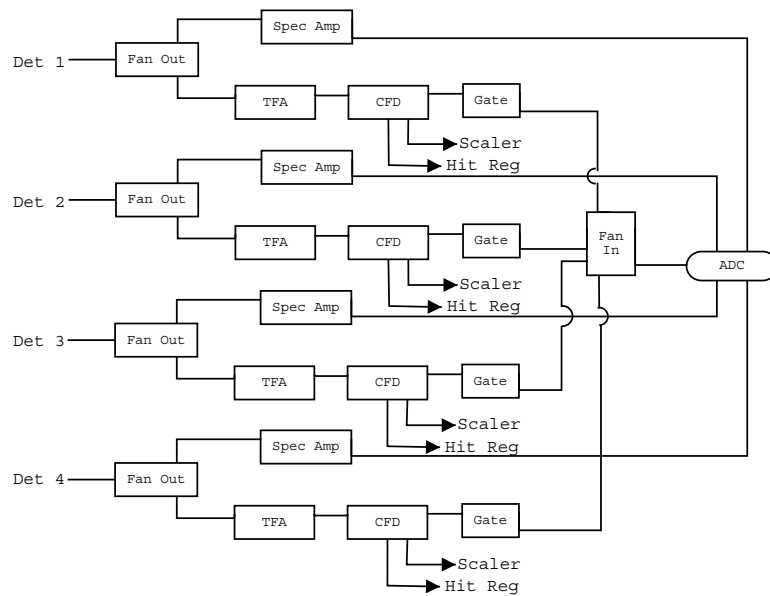 Spec Amp
Det 1
Fan Out
TFA
CFD
Gate
Scaler
Hit Reg
Spec Amp
Det 2
Fan Out
TFA
CFD
Gate
Fan
In
ADC
Scaler
Hit Reg
Spec Amp
Det 3
Fan Out
TFA
CFD
Gate
Scaler
Hit Reg
Spec Amp
Det 4
Fan Out
TFA
CFD
Gate
Scaler
Hit Reg